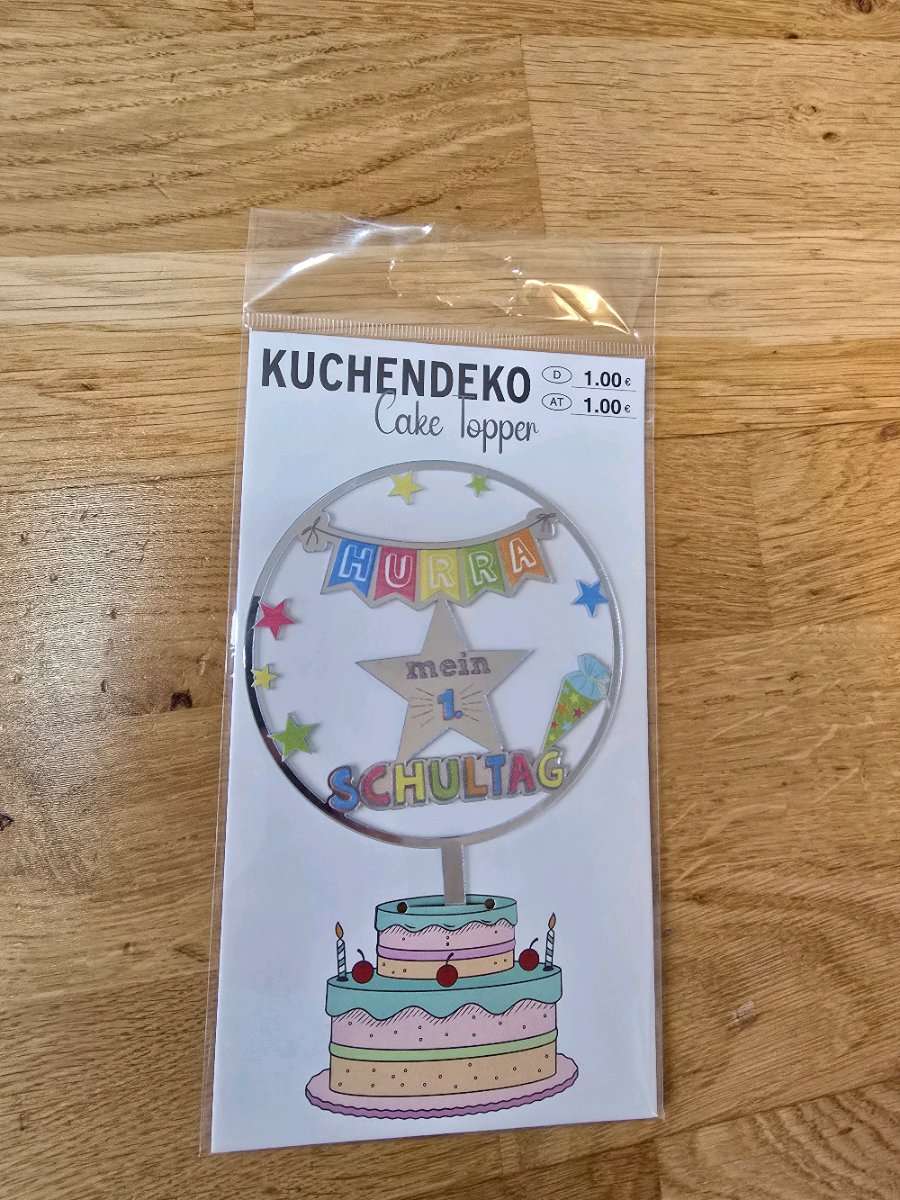 KUCHENDEKO
Cake Topper
D 1.00 €
AT 1.00 €
HURRA
mein
1.
SCHULTAG